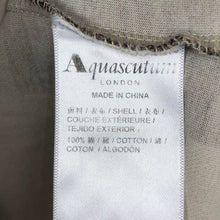 Aquascutum
LONDON
MADE IN CHINA
面料 / 表布 / SHELL / 表布 /
COUCHE EXTÉRIEURE /
TEJIDO EXTERIOR :
100% 棉 / 綿 / COTTON / 綿 /
COTON / ALGODÓN